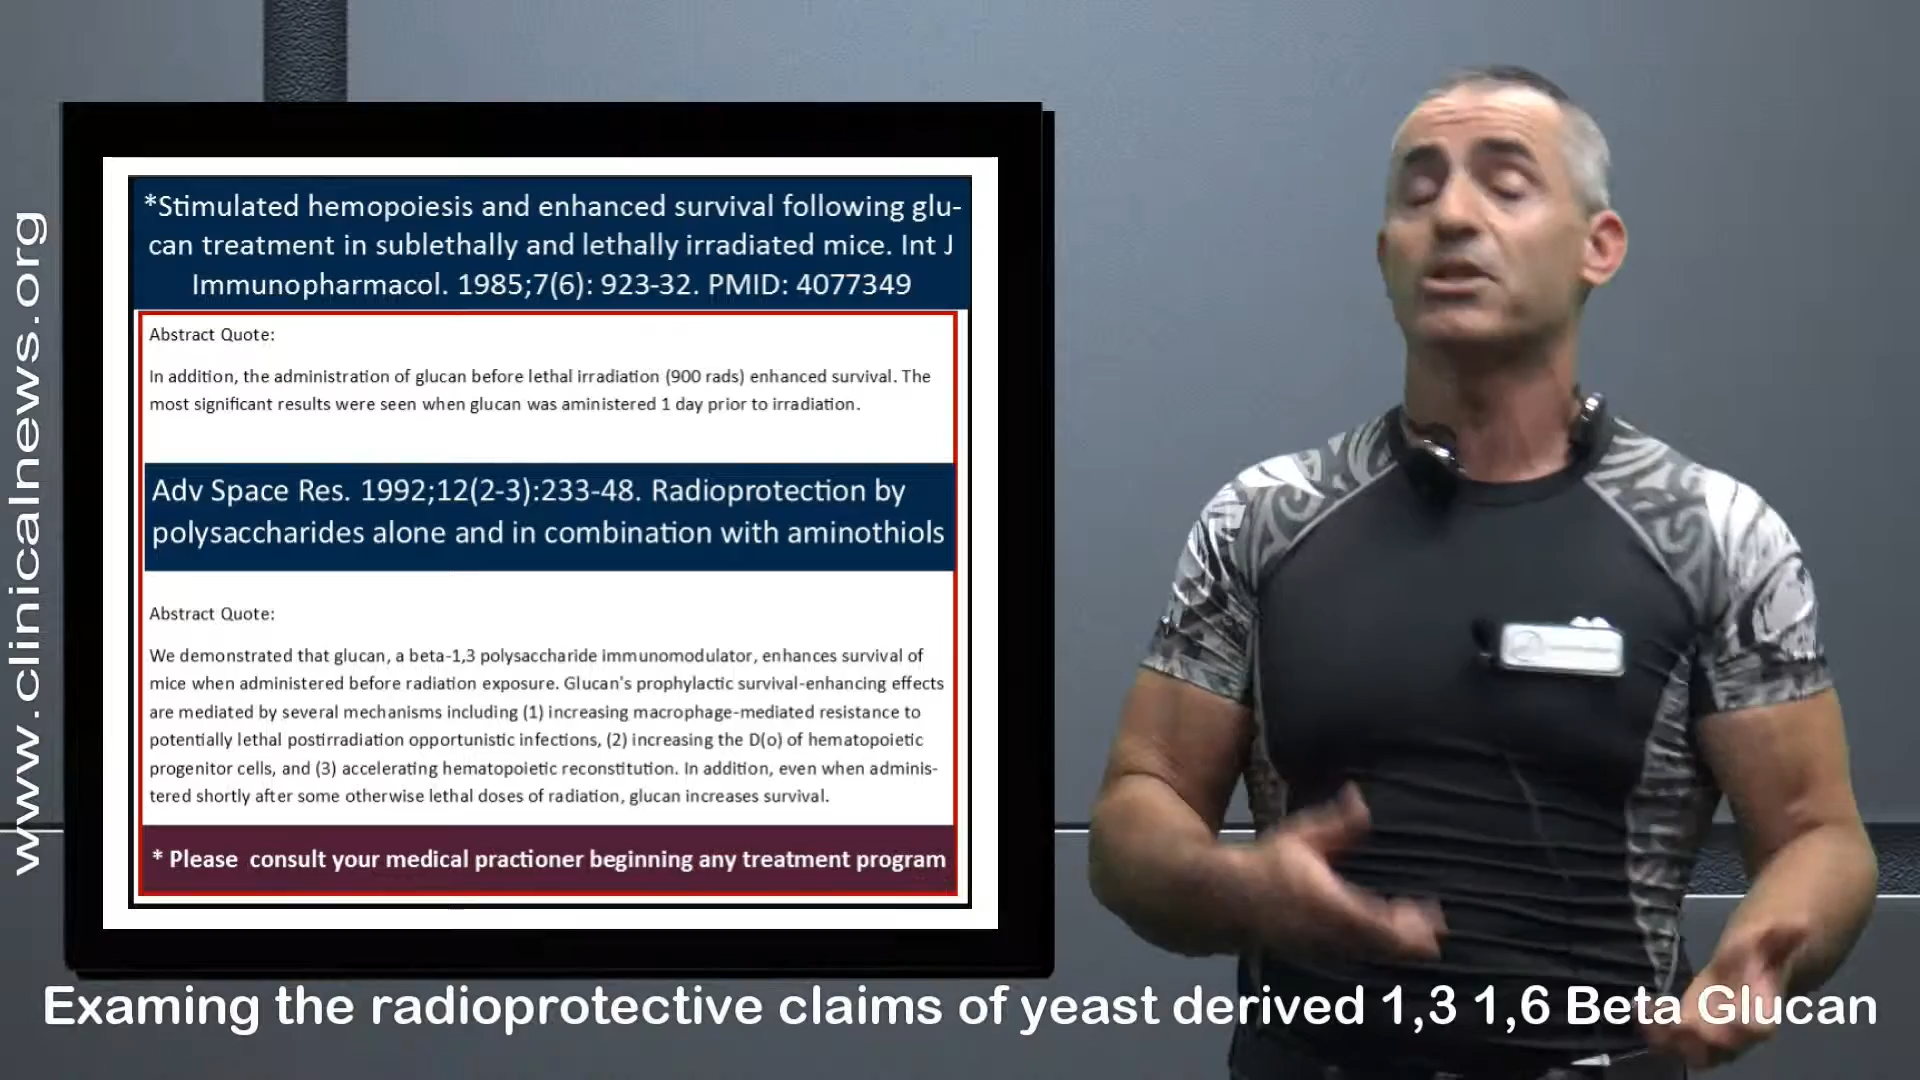 www.clinicalnews.org
*Stimulated hemopoiesis and enhanced survival following glu-
can treatment in sublethally and lethally irradiated mice. Int J
Immunopharmacol. 1985;7(6): 923-32. PMID: 4077349
Abstract Quote:
In addition, the administration of glucan before lethal irradiation (900 rads) enhanced survival. The
most significant results were seen when glucan was aministered 1 day prior to irradiation.
Adv Space Res. 1992;12(2-3):233-48. Radioprotection by
polysaccharides alone and in combination with aminothiols
Abstract Quote:
We demonstrated that glucan, a beta-1,3 polysaccharide immunomodulator, enhances survival of
mice when administered before radiation exposure. Glucan's prophylactic survival-enhancing effects
are mediated by several mechanisms including (1) increasing macrophage-mediated resistance to
potentially lethal postirradiation opportunistic infections, (2) increasing the D(o) of hematopoietic
progenitor cells, and (3) accelerating hematopoietic reconstitution. In addition, even when adminis-
tered shortly after some otherwise lethal doses of radiation, glucan increases survival.
* Please consult your medical practioner beginning any treatment program
Examing the radioprotective claims of yeast derived 1,3 1,6 Beta Glucan